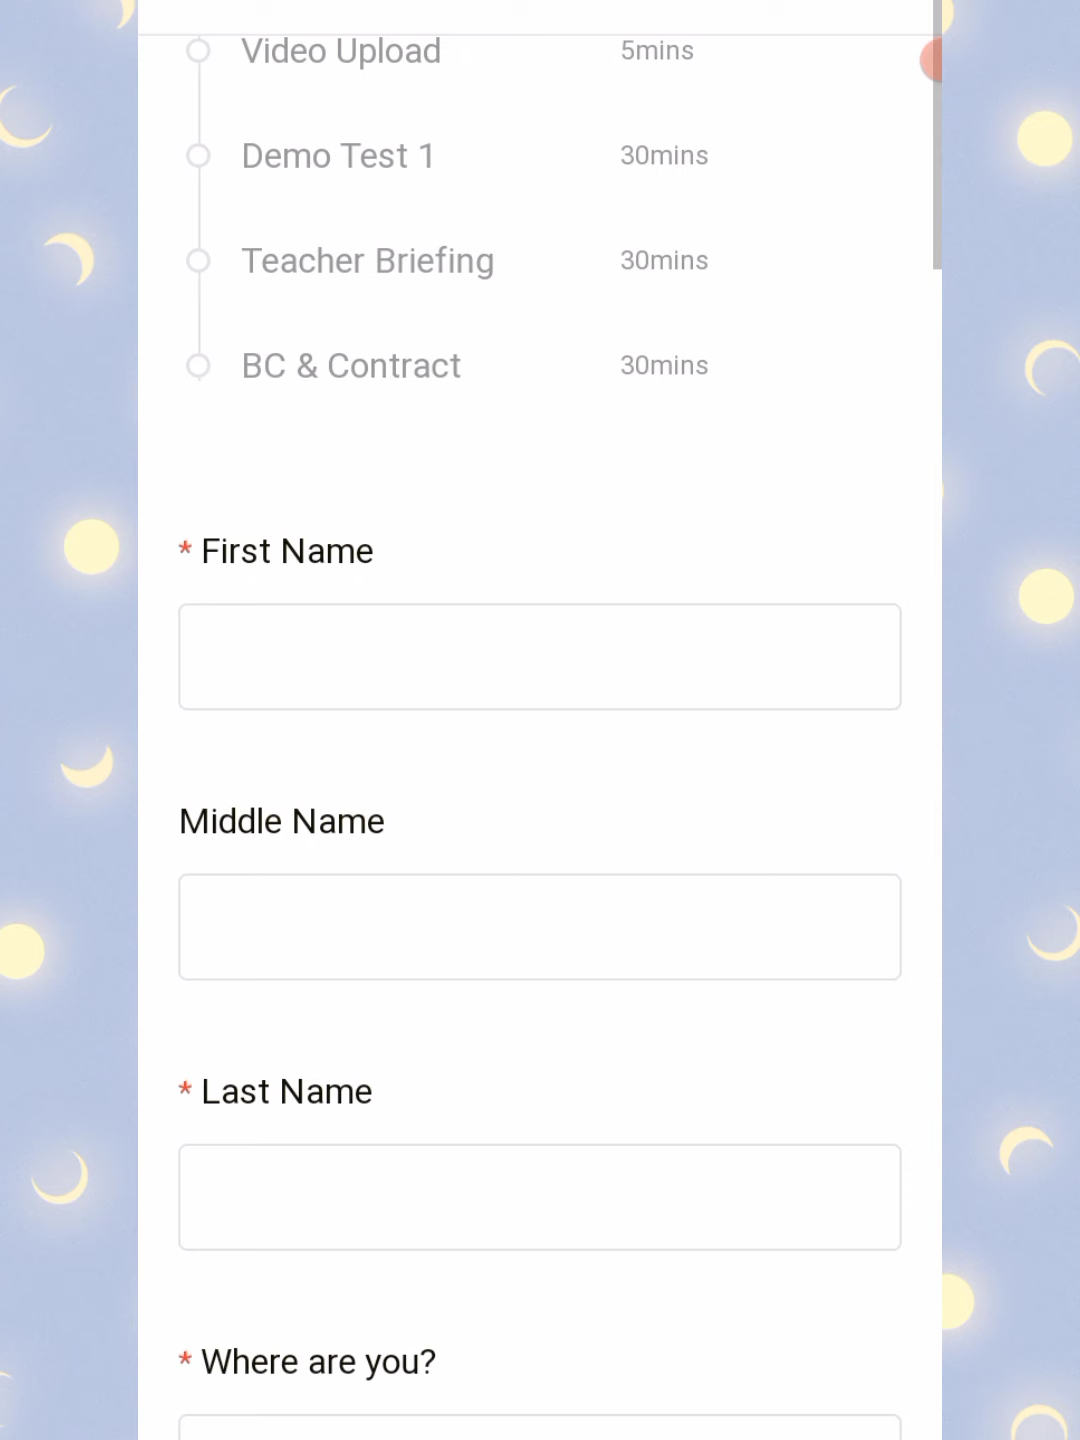 Video Upload 5mins
Demo Test 1 30mins
Teacher Briefing 30mins
BC & Contract 30mins
* First Name
Middle Name
* Last Name
* Where are you?